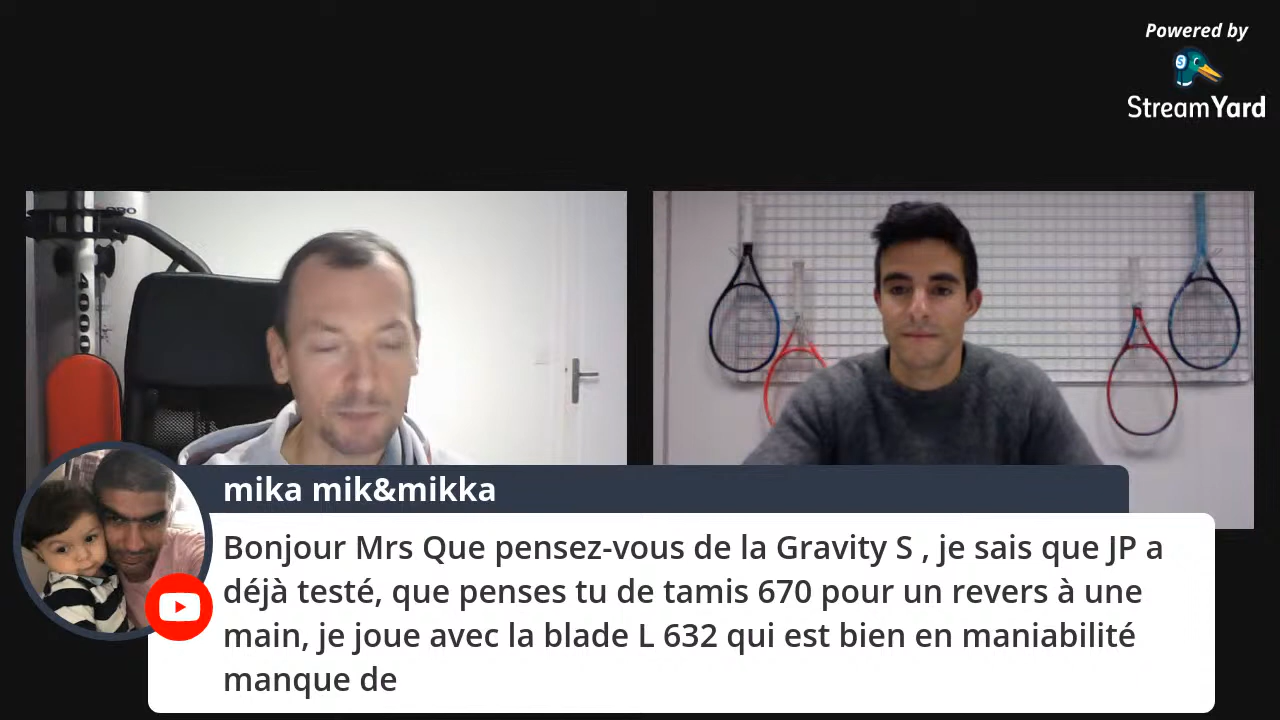 Powered by
StreamYard
PRO
4000
mika mik&mikka
Bonjour Mrs Que pensez-vous de la Gravity S , je sais que JP a
déjà testé, que penses tu de tamis 670 pour un revers à une
main, je joue avec la blade L 632 qui est bien en maniabilité
manque de